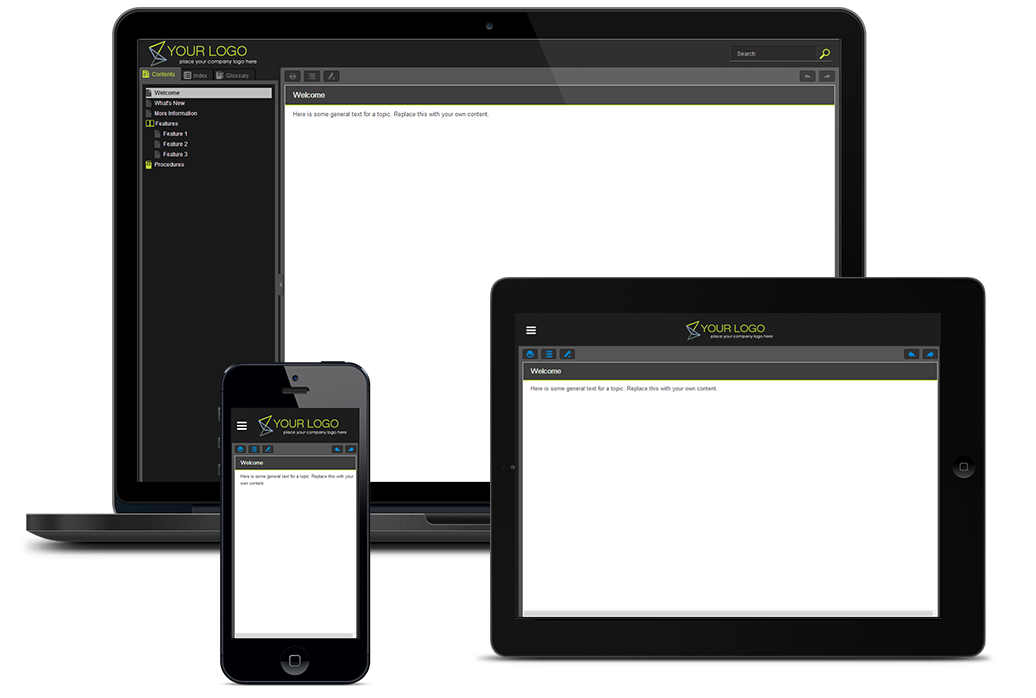 YOUR LOGO
place your company logo here
Search
Contents
Index
Glossary
Welcome
What's New
More Information
Features
Feature 1
Feature 2
Feature 3
Procedures
Welcome
Here is some general text for a topic. Replace this with your own content.
YOUR LOGO
place your company logo here
Welcome
Here is some general text for a topic. Replace this with your own content.
YOUR LOGO
place your company logo here
Welcome
Here is some general text for a topic. Replace this with your
own content.